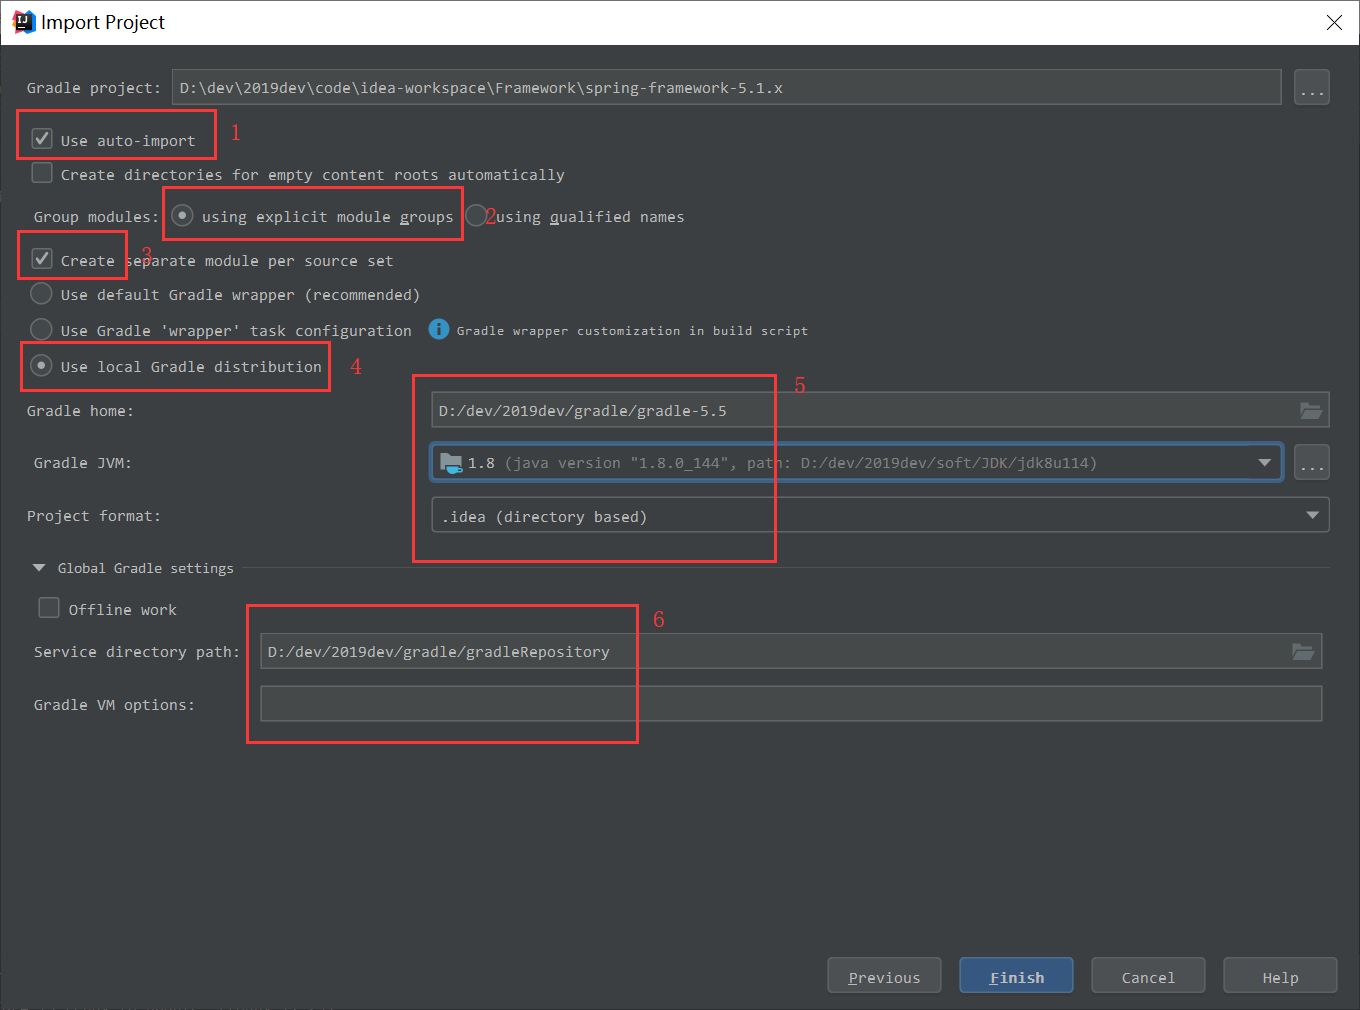 Import Project
Gradle project: D:\dev\2019dev\code\idea-workspace\Framework\spring-framework-5.1.x ...
Use auto-import 1
Create directories for empty content roots automatically
Group modules: using explicit module groups 2 using qualified names
3
Create separate module per source set
Use default Gradle wrapper (recommended)
Use Gradle 'wrapper' task configuration Gradle wrapper customization in build script
Use local Gradle distribution 4
5
Gradle home: D:/dev/2019dev/gradle/gradle-5.5
Gradle JVM: 1.8 (java version "1.8.0_144", path: D:/dev/2019dev/soft/JDK/jdk8u114) ...
Project format: .idea (directory based)
Global Gradle settings
Offline work
6
Service directory path: D:/dev/2019dev/gradle/gradleRepository
Gradle VM options:
Previous Finish Cancel Help